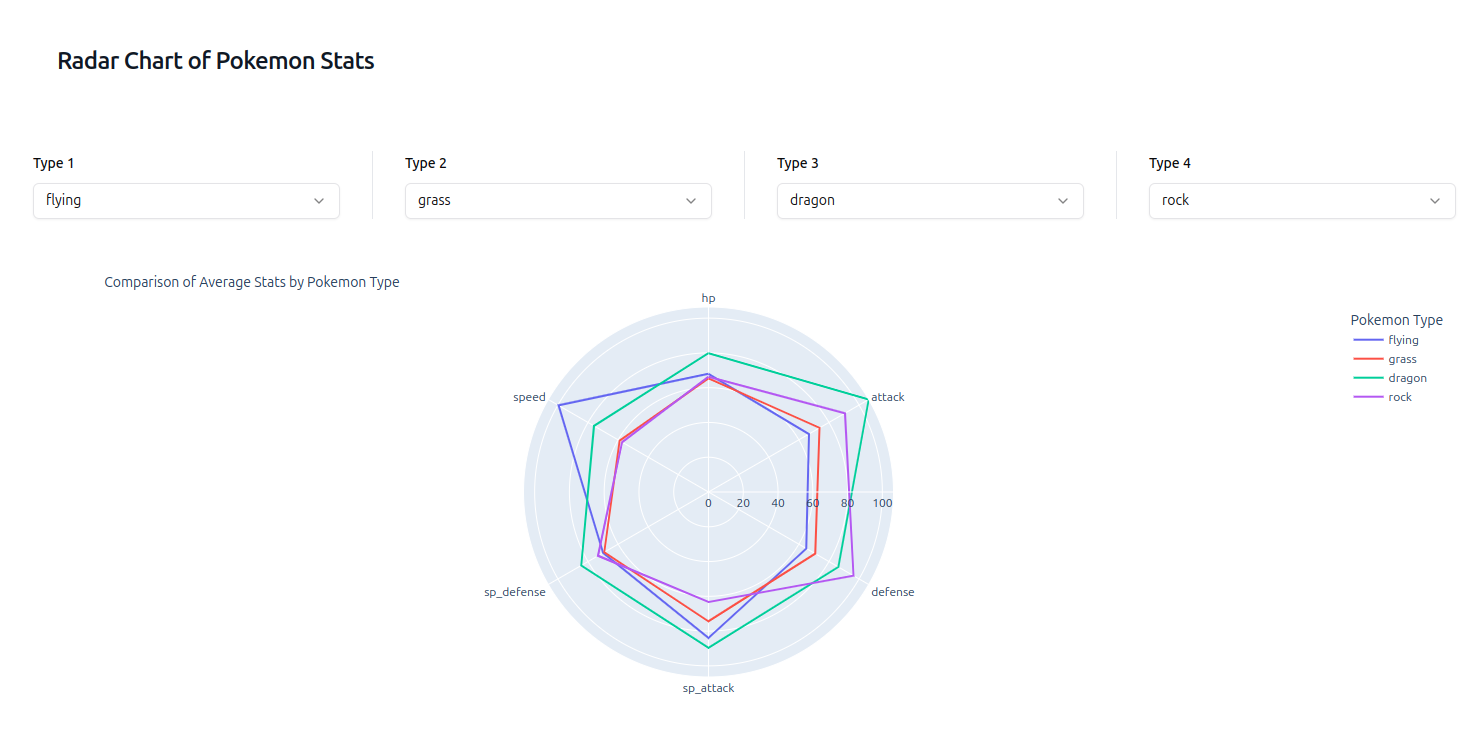 Radar Chart of Pokemon Stats
Type 1
Type 2
Type 3
Type 4
flying
grass
dragon
rock
Comparison of Average Stats by Pokemon Type
hp
attack
speed
0 20 40 60 80 100
sp_defense
defense
sp_attack
Pokemon Type
flying
grass
dragon
rock